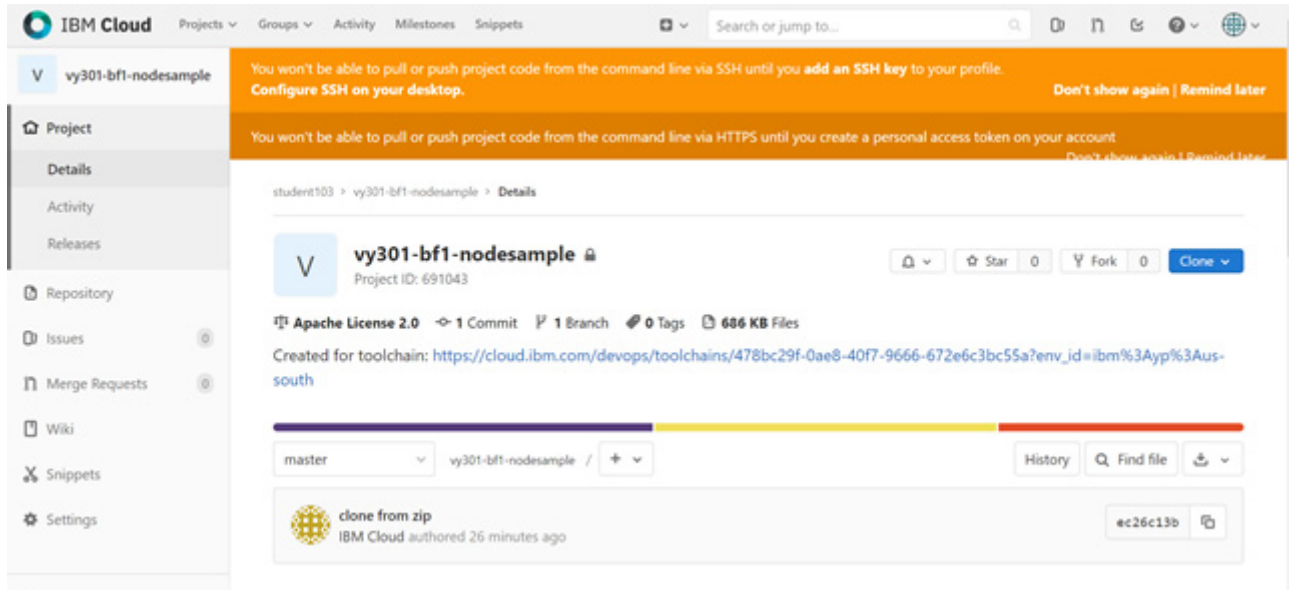 IBM Cloud Projects Groups Activity Milestones Snippets Search or jump to...
V vy301-bf1-nodesample
You won't be able to pull or push project code from the command line via SSH until you add an SSH key to your profile.
Configure SSH on your desktop. Don't show again | Remind later
You won't be able to pull or push project code from the command line via HTTPS until you create a personal access token on your account
Don't show again | Remind later
Project
Details
Activity
Releases
Repository
Issues 0
Merge Requests 0
Wiki
Snippets
Settings
student103 > vy301-bf1-nodesample > Details
V
vy301-bf1-nodesample
Project ID: 691043
Star 0 Fork 0 Clone
Apache License 2.0 1 Commit 1 Branch 0 Tags 686 KB Files
Created for toolchain: https://cloud.ibm.com/devops/toolchains/478bc29f-0ae8-40f7-9666-672e6c3bc55a?env_id=ibm%3Ayp%3Aus-
south
master vy301-bf1-nodesample / + History Find file
clone from zip
IBM Cloud authored 26 minutes ago
ec26c13b